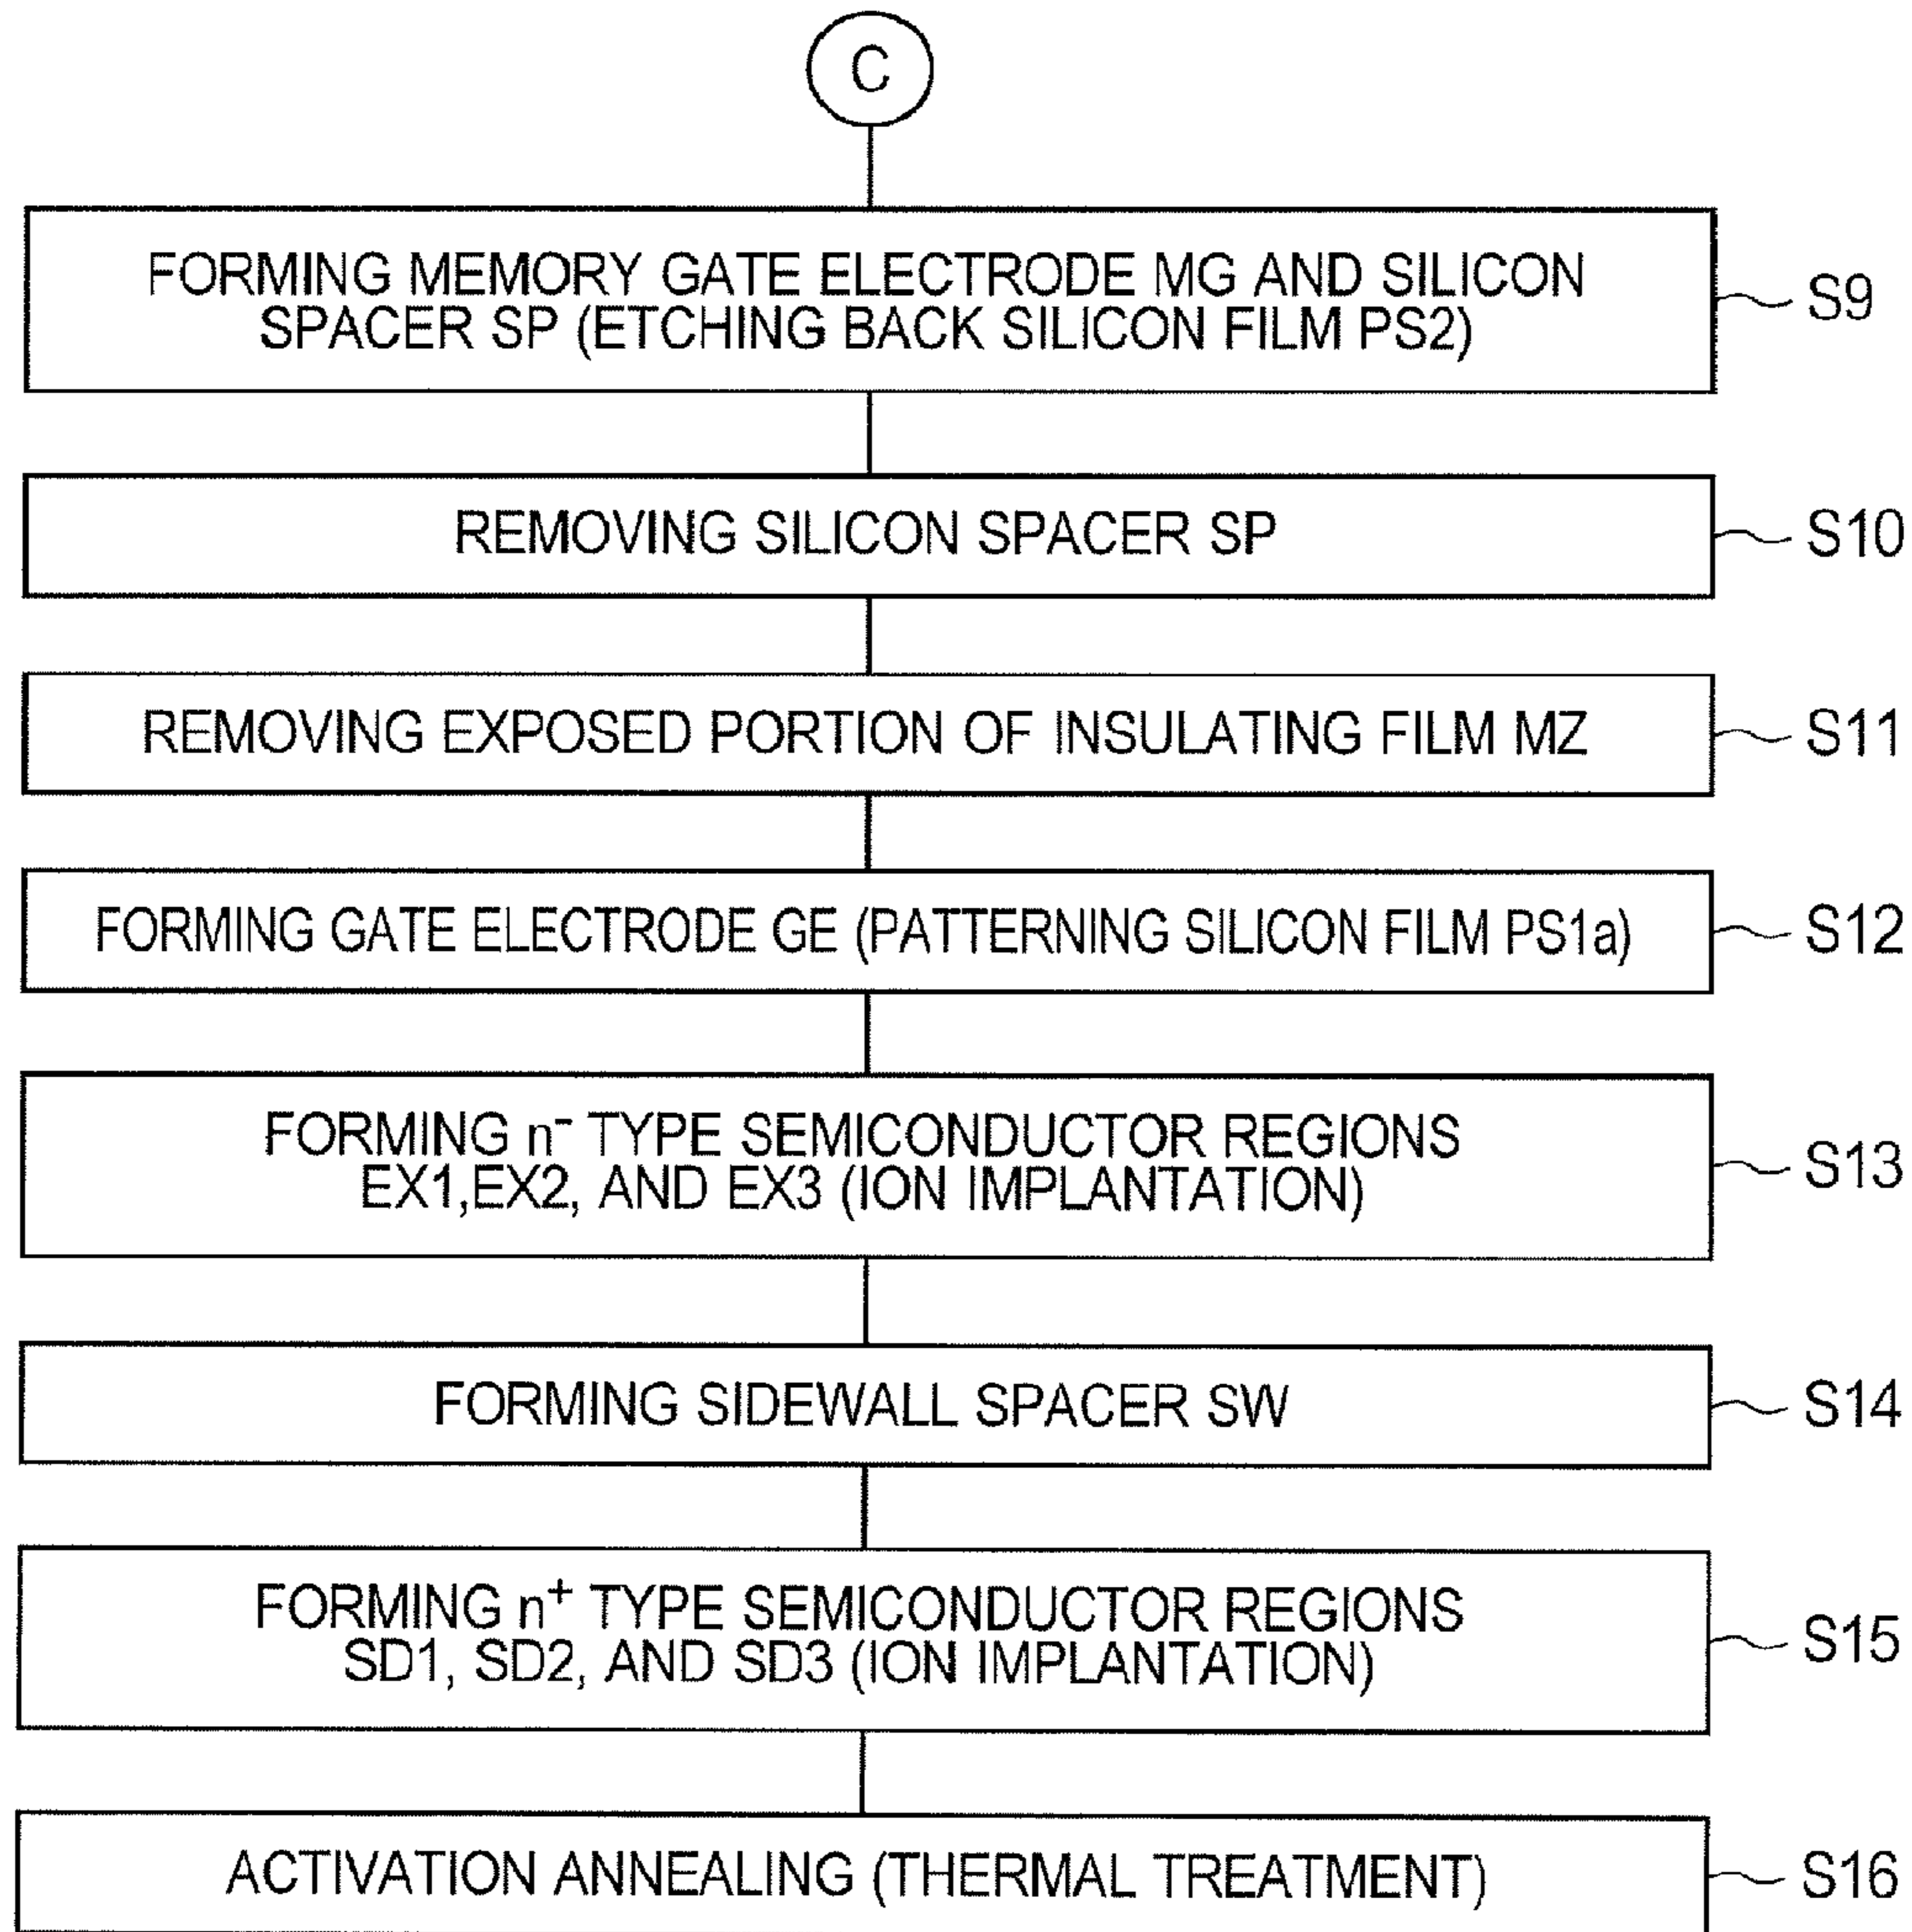 C
FORMING MEMORY GATE ELECTRODE MG AND SILICON
SPACER SP (ETCHING BACK SILICON FILM PS2)
S9
REMOVING SILICON SPACER SP
S10
REMOVING EXPOSED PORTION OF INSULATING FILM MZ
S11
FORMING GATE ELECTRODE GE (PATTERNING SILICON FILM PS1a)
S12
FORMING n⁻ TYPE SEMICONDUCTOR REGIONS
EX1,EX2, AND EX3 (ION IMPLANTATION)
S13
FORMING SIDEWALL SPACER SW
S14
FORMING n⁺ TYPE SEMICONDUCTOR REGIONS
SD1, SD2, AND SD3 (ION IMPLANTATION)
S15
ACTIVATION ANNEALING (THERMAL TREATMENT)
S16